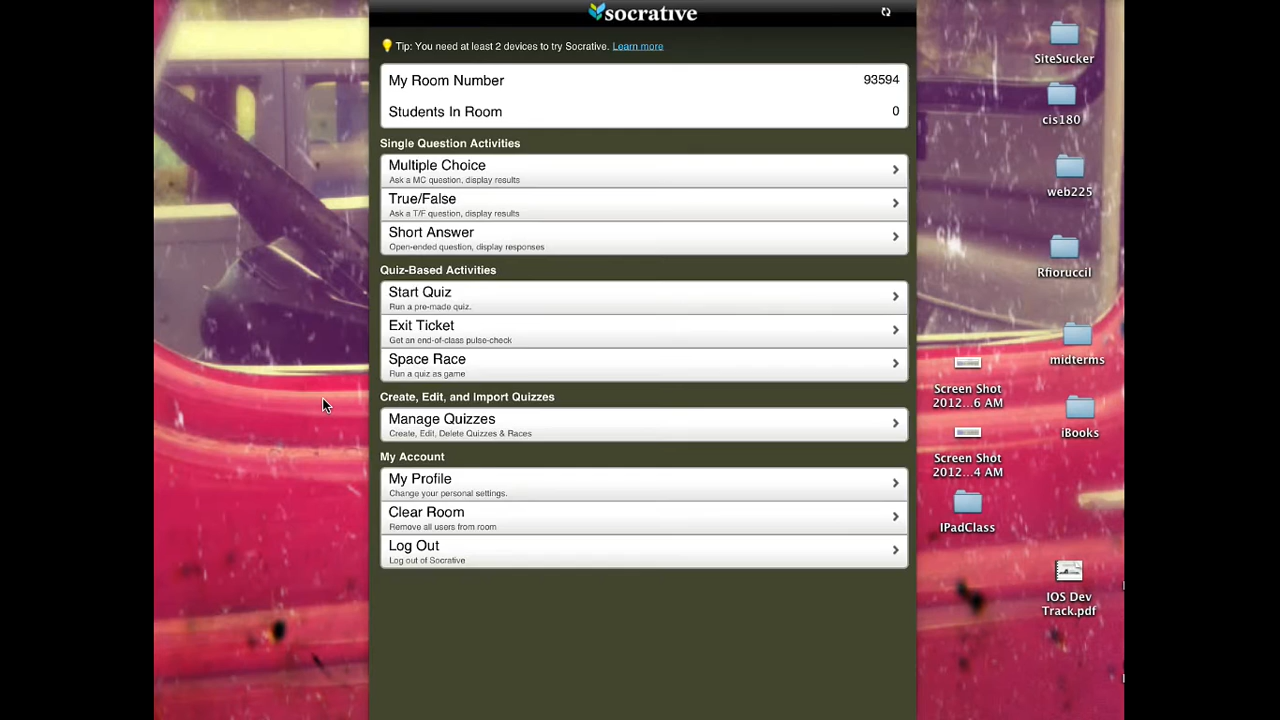 socrative
Tip: You need at least 2 devices to try Socrative. Learn more
My Room Number 93594
Students In Room 0
Single Question Activities
Multiple Choice
Ask a MC question, display results
True/False
Ask a T/F question, display results
Short Answer
Open-ended question, display responses
Quiz-Based Activities
Start Quiz
Run a pre-made quiz.
Exit Ticket
Get an end-of-class pulse-check
Space Race
Run a quiz as game
Create, Edit, and Import Quizzes
Manage Quizzes
Create, Edit, Delete Quizzes & Races
My Account
My Profile
Change your personal settings.
Clear Room
Remove all users from room
Log Out
Log out of Socrative
SiteSucker
cis180
web225
Rfioruccil
midterms
Screen Shot
2012...6 AM
iBooks
Screen Shot
2012...4 AM
IPadClass
IOS Dev
Track.pdf